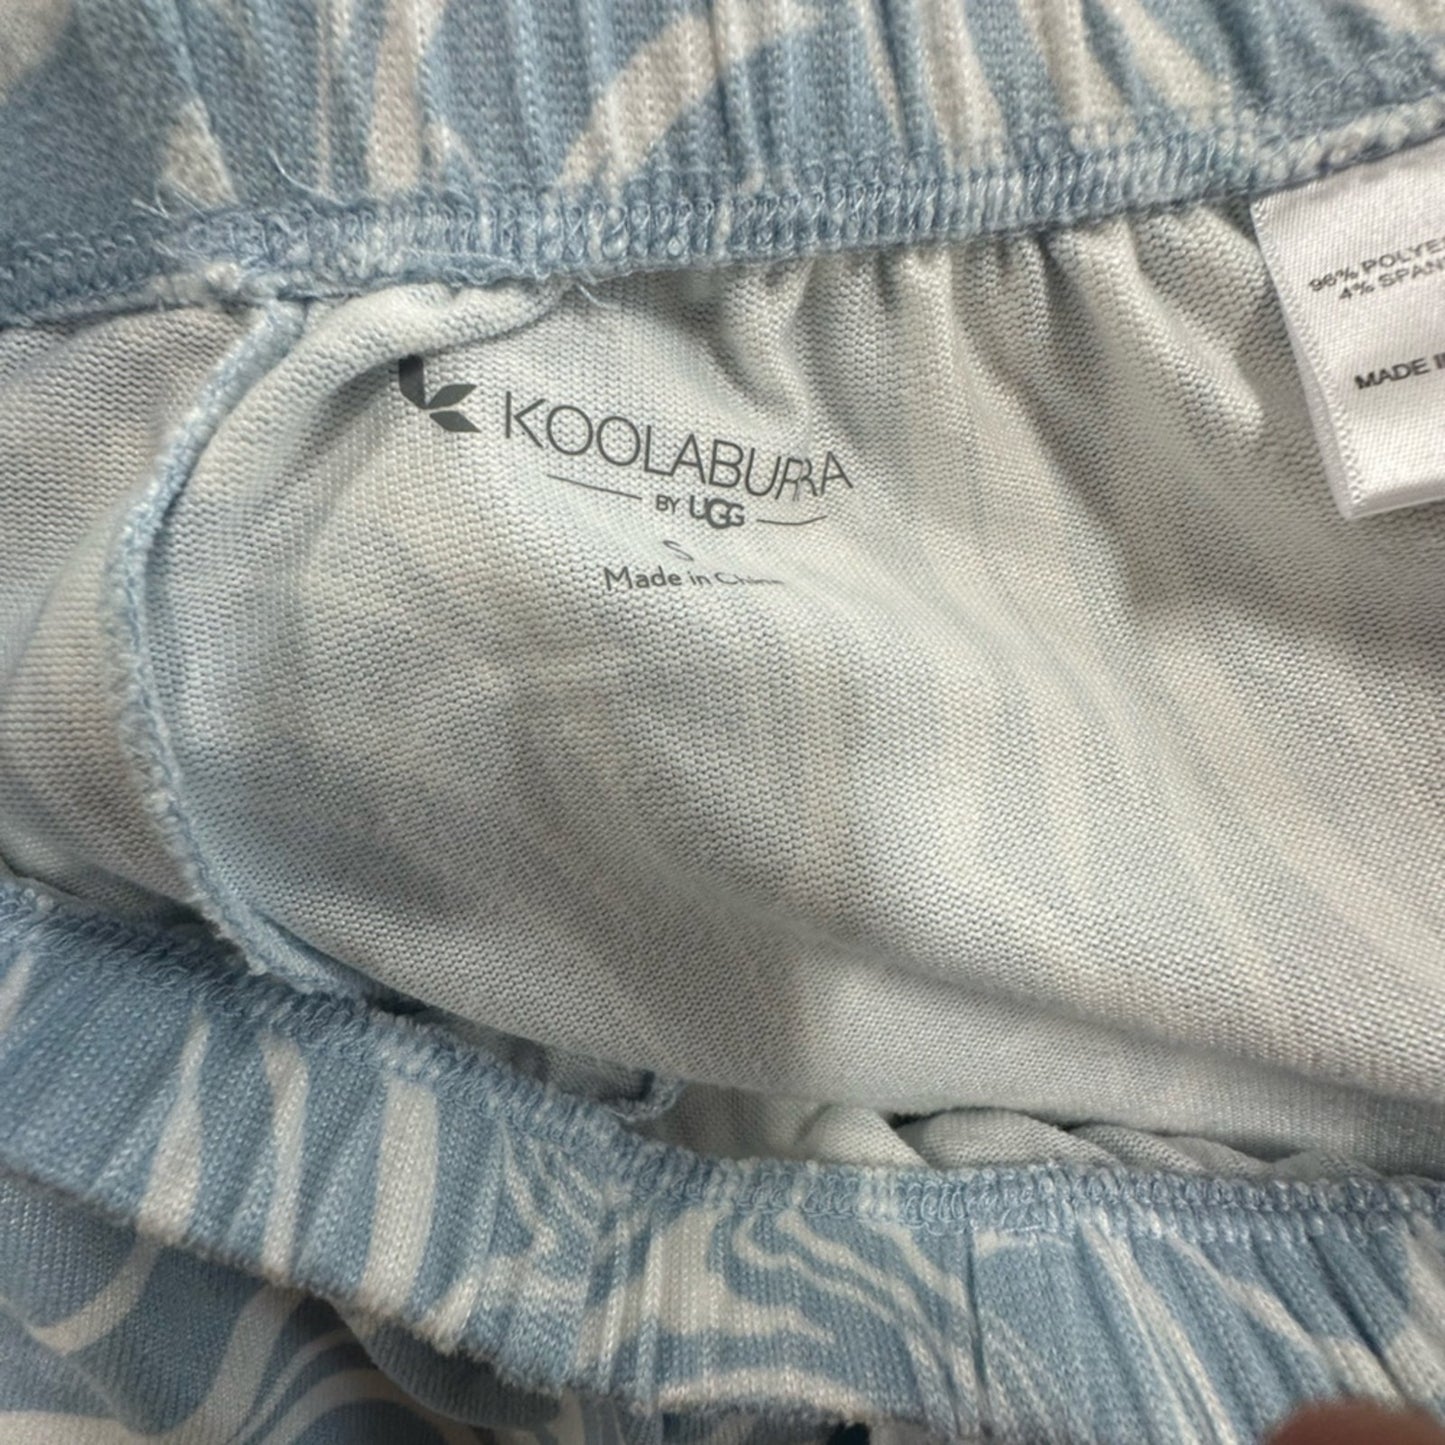 KOOLABURRA
BY UGG
S
Made in China
96% POLYE
4% SPAN
MADE I